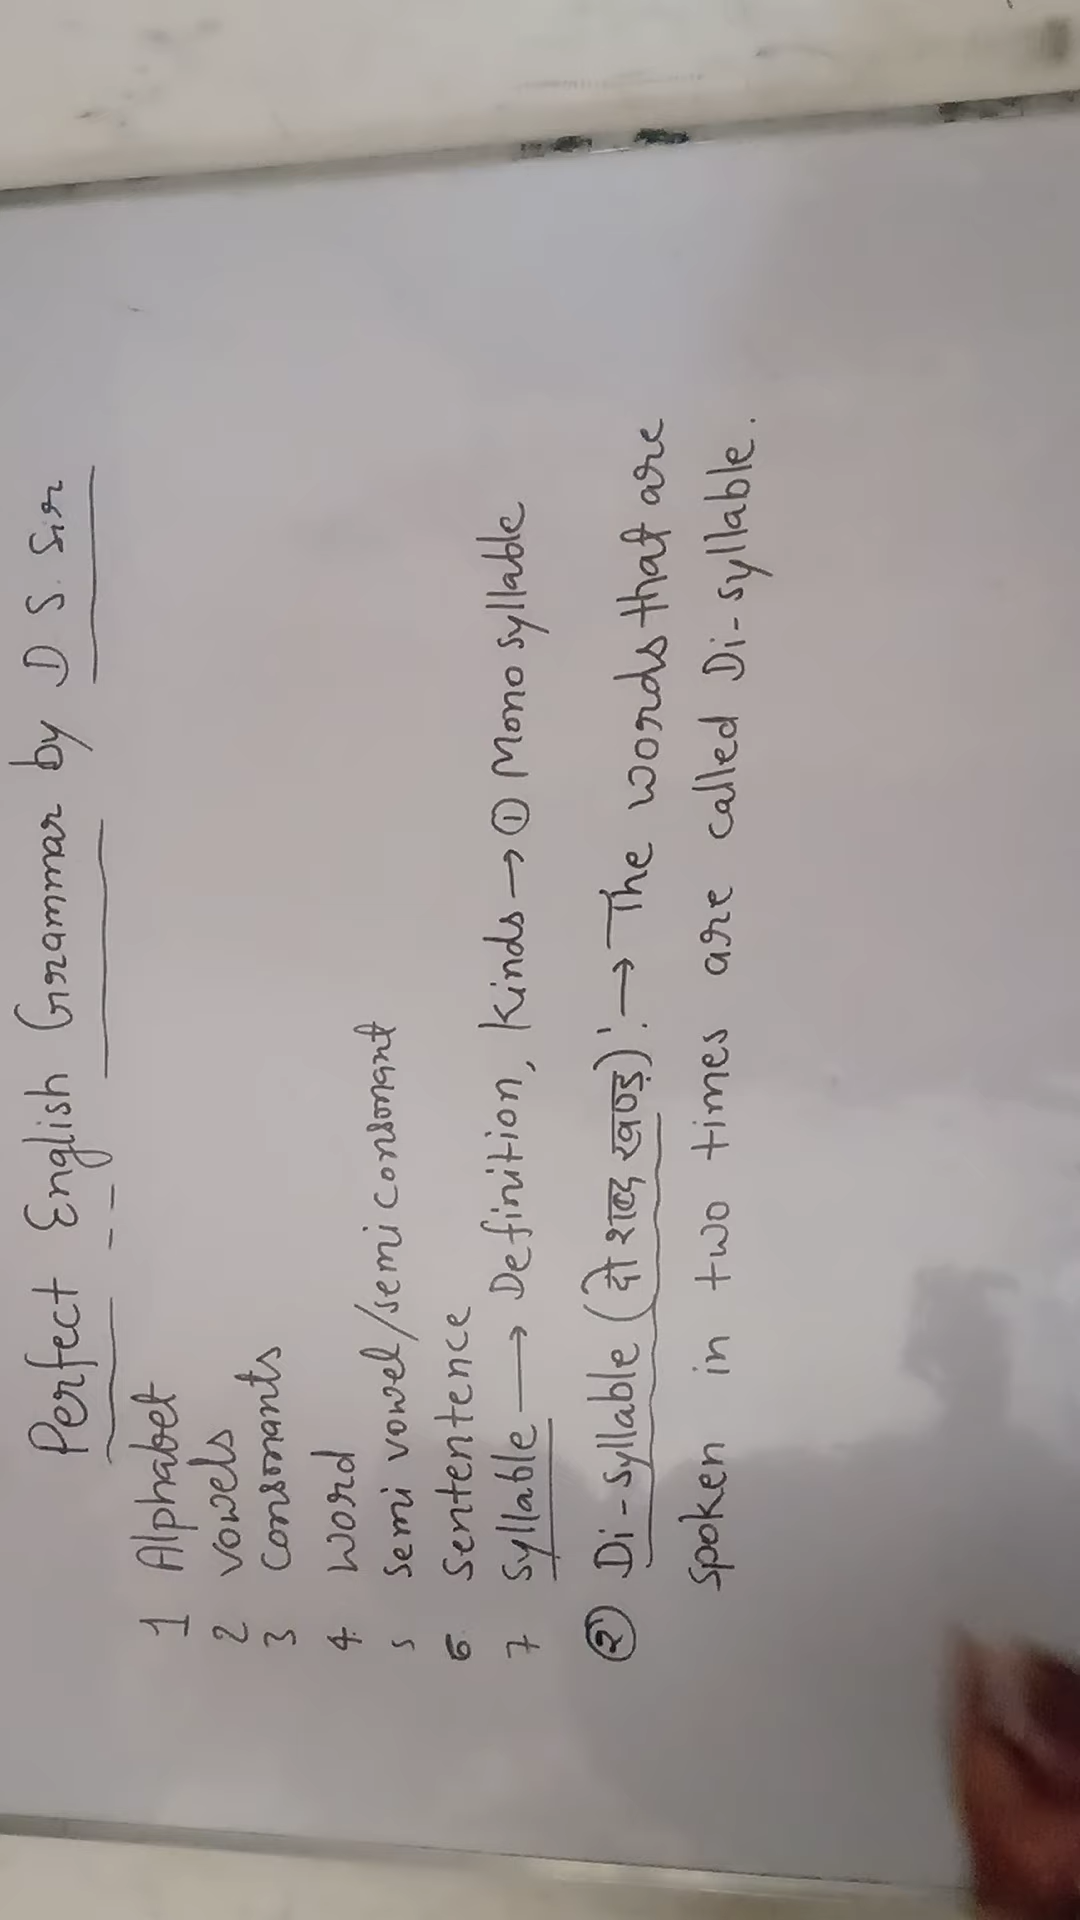 Perfect English Grammar by D S. Sir
1 Alphabet
2 vowels
3 consonants
4. word
5 semi vowel/semi consonant
6. Sentence
7 Syllable → Definition, Kinds → ① Mono syllable
② Di-syllable (दो शब्द खण्ड) :→ The words that are
spoken in two times are called Di-syllable.